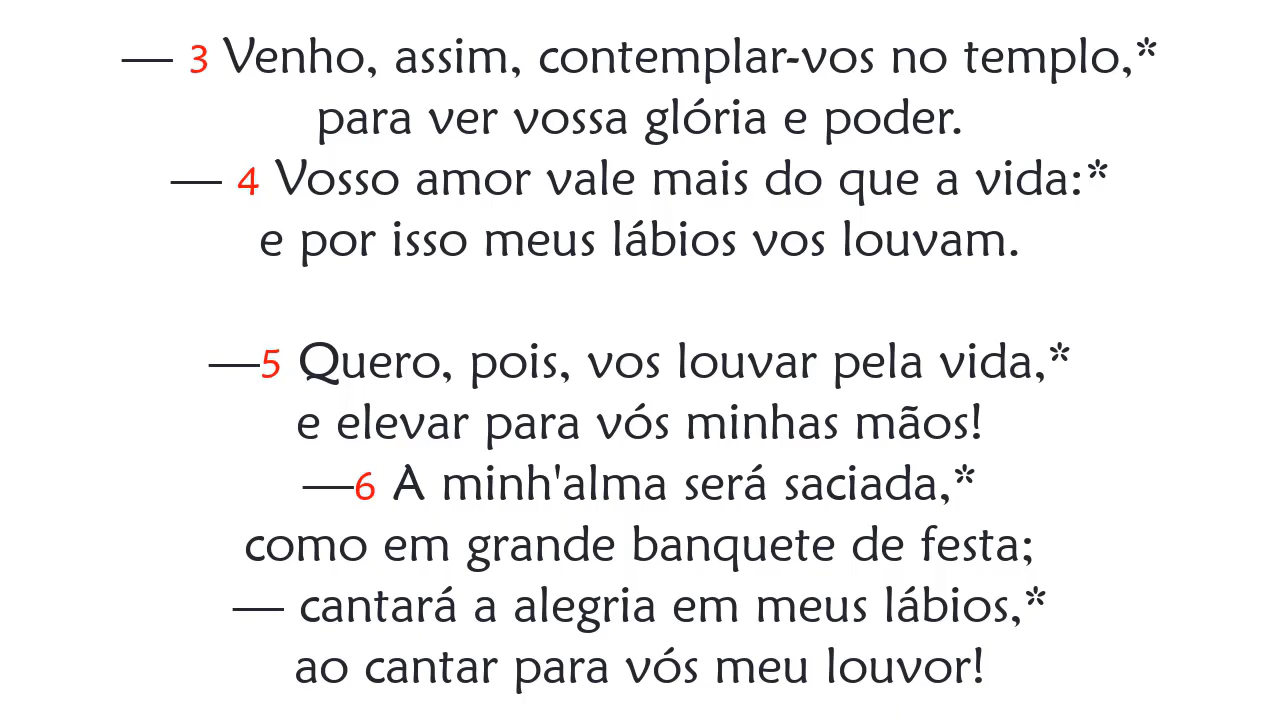 — 3 Venho, assim, contemplar-vos no templo,*
para ver vossa glória e poder.
— 4 Vosso amor vale mais do que a vida:*
e por isso meus lábios vos louvam.
—5 Quero, pois, vos louvar pela vida,*
e elevar para vós minhas mãos!
—6 A minh'alma será saciada,*
como em grande banquete de festa;
— cantará a alegria em meus lábios,*
ao cantar para vós meu louvor!